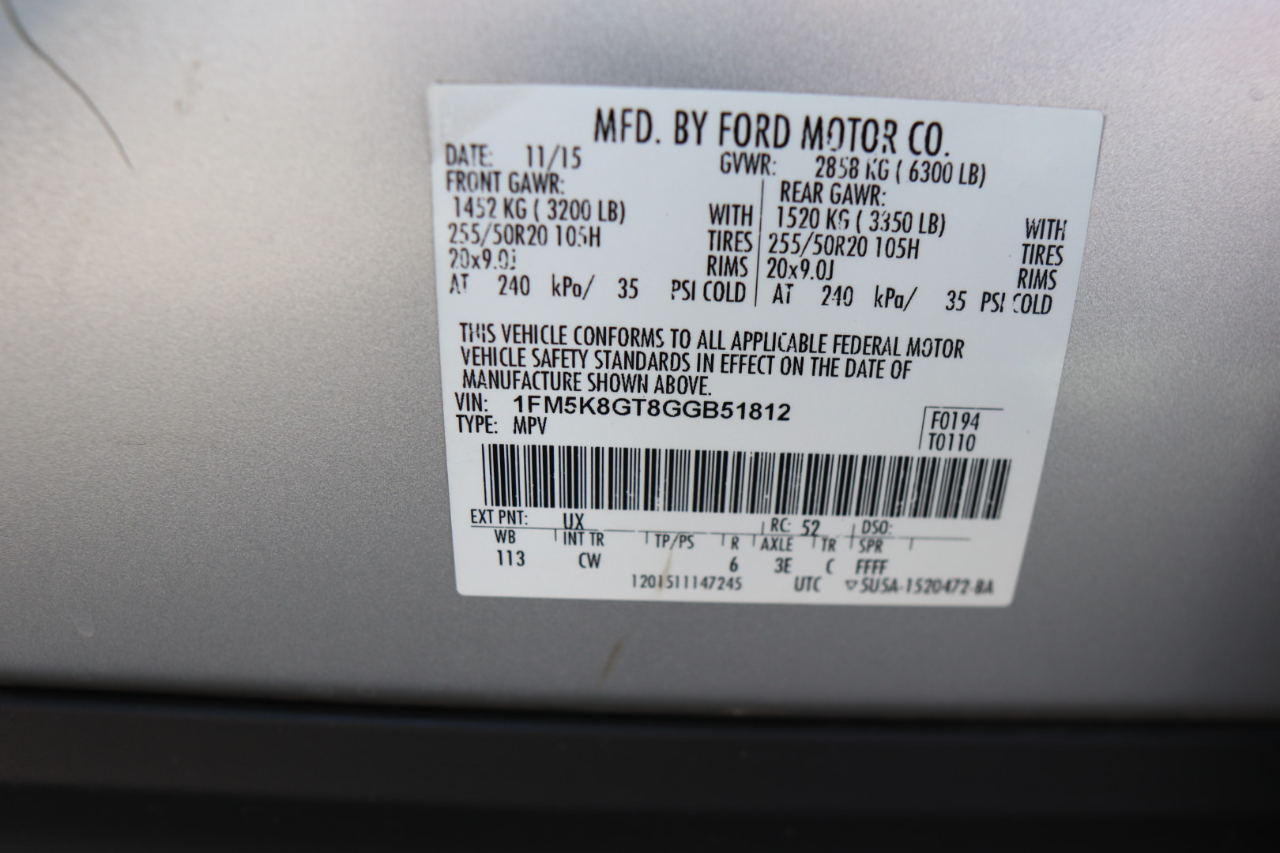 MFD. BY FORD MOTOR CO.
DATE: 11/15 GVWR: 2858 KG ( 6300 LB)
FRONT GAWR: REAR GAWR:
1452 KG ( 3200 LB) WITH 1520 KG ( 3350 LB) WITH
255/50R20 105H TIRES 255/50R20 105H TIRES
20x9.0J RIMS 20x9.0J RIMS
AT 240 kPa/ 35 PSI COLD AT 240 kPa/ 35 PSI COLD
THIS VEHICLE CONFORMS TO ALL APPLICABLE FEDERAL MOTOR
VEHICLE SAFETY STANDARDS IN EFFECT ON THE DATE OF
MANUFACTURE SHOWN ABOVE.
VIN: 1FM5K8GT8GGB51812
TYPE: MPV
F0194
T0110
EXT PNT: UX RC: 52 DSO:
WB INT TR TP/PS R AXLE TR SPR
113 CW 6 3E C FFFF
1201511147245 UTC ▽5U5A-1520472-BA